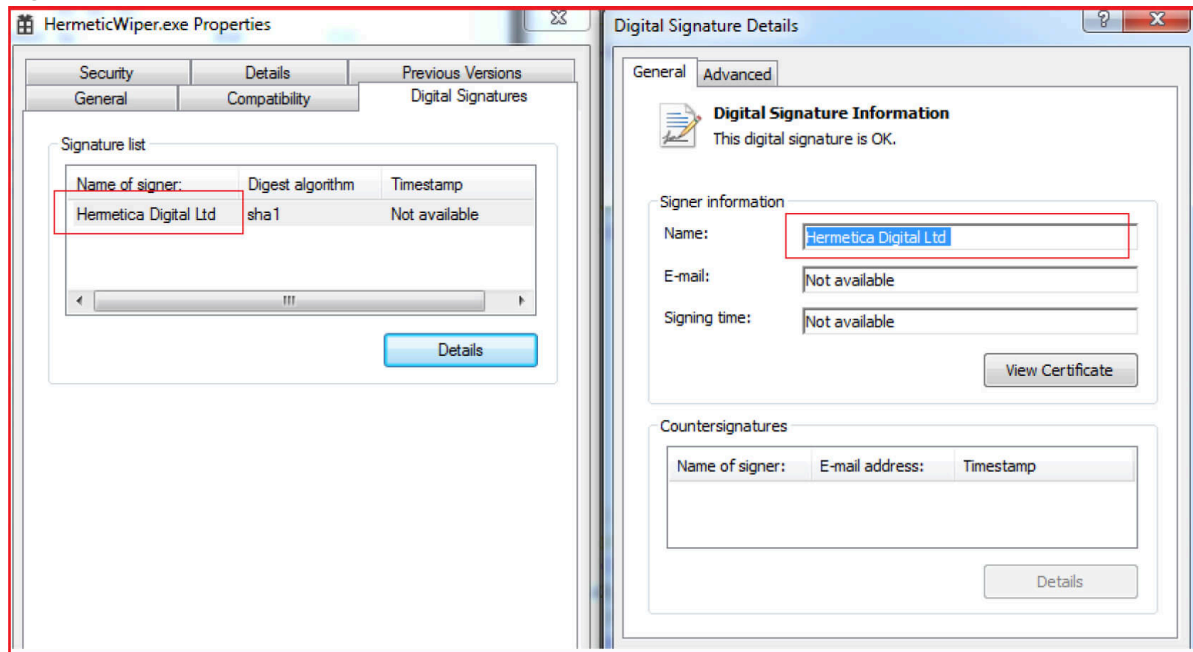 HermeticWiper.exe Properties
Security Details Previous Versions
General Compatibility Digital Signatures
Signature list
Name of signer: Digest algorithm Timestamp
Hermetica Digital Ltd sha1 Not available
Details
Digital Signature Details
General Advanced
Digital Signature Information
This digital signature is OK.
Signer information
Name: Hermetica Digital Ltd
E-mail: Not available
Signing time: Not available
View Certificate
Countersignatures
Name of signer: E-mail address: Timestamp
Details